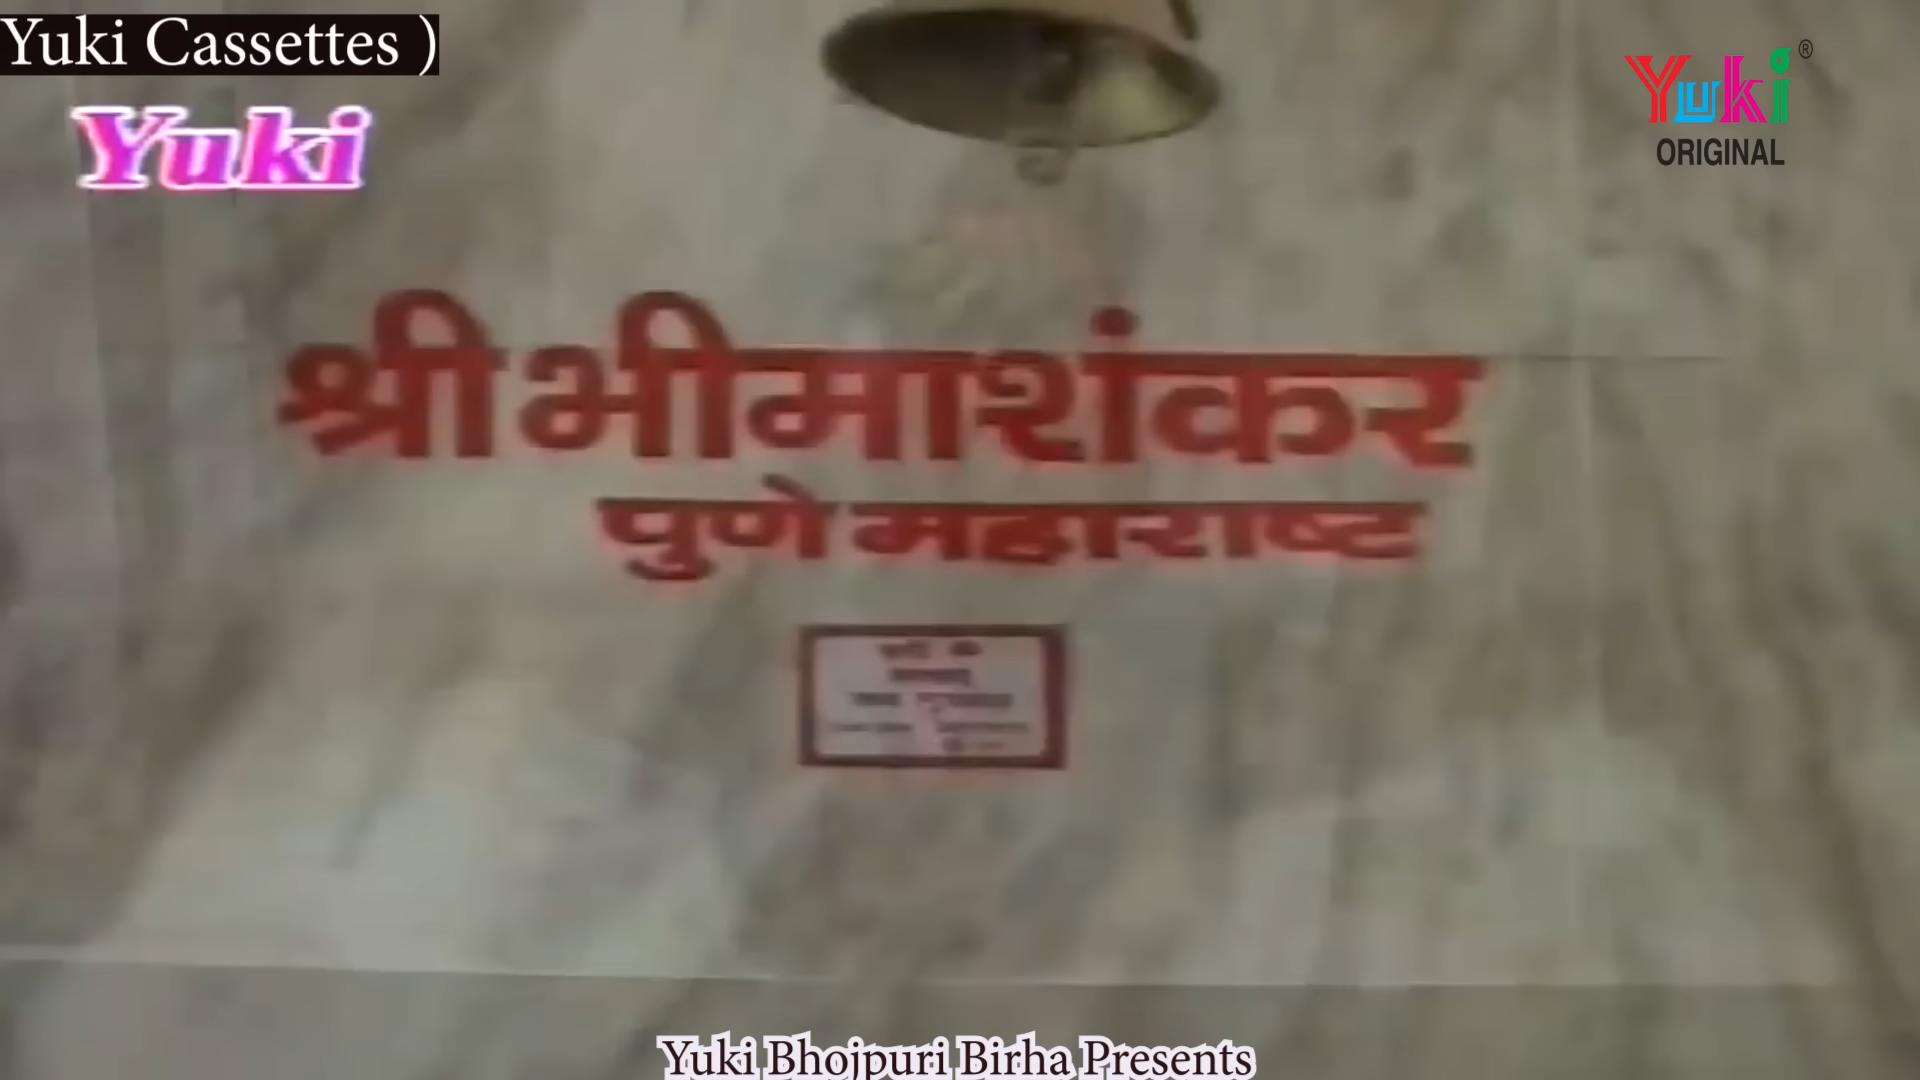 Yuki Cassettes )
Yuki
Yuki ®
ORIGINAL
श्री भीमाशंकर
पुणे महाराष्ट
Yuki Bhojpuri Birha Presents